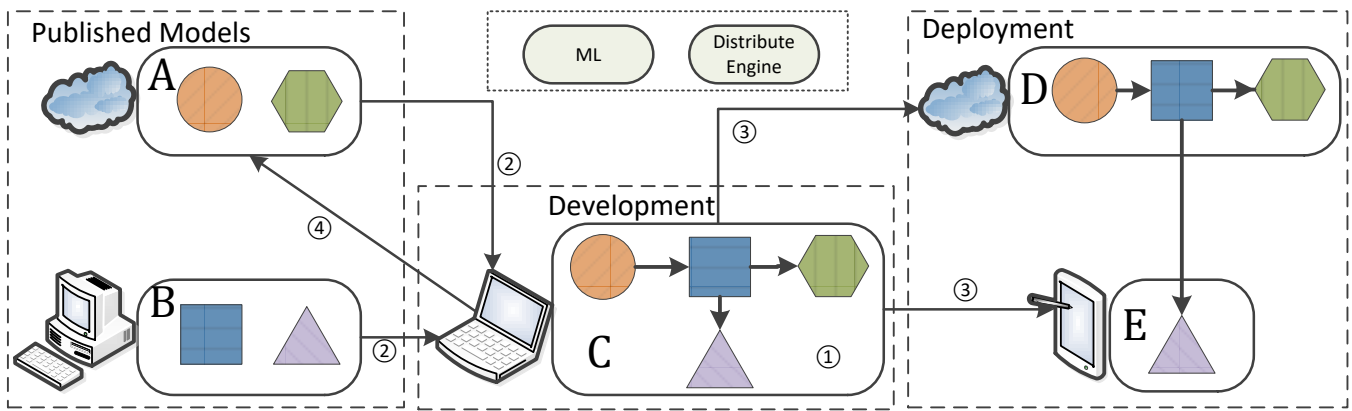 Published Models
A
B
②
②
④
ML
Distribute
Engine
Development
C
①
③
③
Deployment
D
E